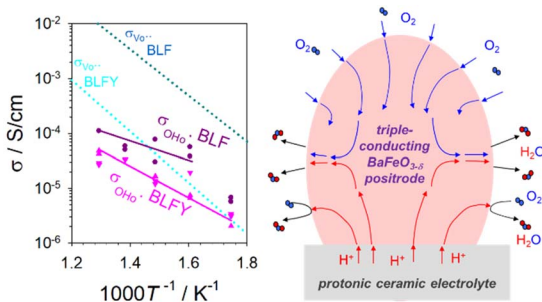 10⁻²
10⁻³
10⁻⁴
10⁻⁵
10⁻⁶
σ / S/cm
σVo·· BLF
σVo·· BLFY
σOHo· BLF
σOHo· BLFY
1.2 1.4 1.6 1.8
1000T⁻¹ / K⁻¹
O₂
O₂
O₂
triple-
conducting
BaFeO₃₋δ
positrode
H₂O
O₂
H₂O
H⁺ H⁺ H⁺
protonic ceramic electrolyte